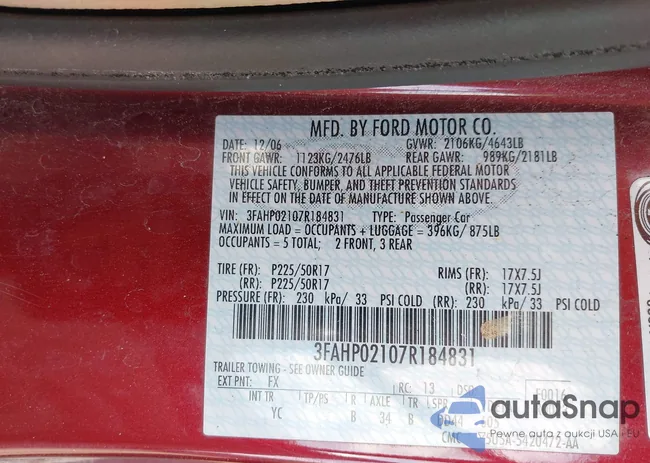 MFD. BY FORD MOTOR CO.
DATE: 12/06 GVWR: 2106KG/4643LB
FRONT GAWR: 1123KG/2476LB REAR GAWR: 989KG/2181LB
THIS VEHICLE CONFORMS TO ALL APPLICABLE FEDERAL MOTOR
VEHICLE SAFETY, BUMPER, AND THEFT PREVENTION STANDARDS
IN EFFECT ON THE DATE OF MANUFACTURE SHOWN ABOVE.
VIN: 3FAHP02107R184831 TYPE: Passenger Car
MAXIMUM LOAD = OCCUPANTS + LUGGAGE = 396KG/ 875LB
OCCUPANTS = 5 TOTAL; 2 FRONT, 3 REAR
TIRE (FR): P225/50R17 RIMS (FR): 17X7.5J
(RR): P225/50R17 (RR): 17X7.5J
PRESSURE (FR): 230 kPa/ 33 PSI COLD (RR): 230 kPa/ 33 PSI COLD
3FAHP02107R184831
TRAILER TOWING - SEE OWNER GUIDE
EXT PNT: FX RC: 13 DSO:
INT TR TP/PS R AXLE TR SPR
YC B 34 B
autoSnap
Pewne auta z aukcji USA i EU